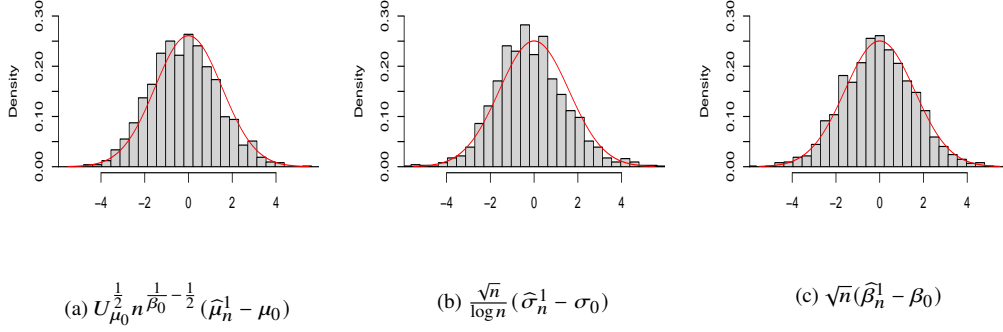 Density
0.00 0.10 0.20 0.30
−4 −2 0 2 4
(a) $U_{\mu_0}^{\frac{1}{2}} n^{\frac{1}{\beta_0}-\frac{1}{2}} (\widehat{\mu}_n^1 - \mu_0)$
Density
0.00 0.10 0.20 0.30
−4 −2 0 2 4
(b) $\frac{\sqrt{n}}{\log n} (\widehat{\sigma}_n^1 - \sigma_0)$
Density
0.00 0.10 0.20 0.30
−4 −2 0 2 4
(c) $\sqrt{n} (\widehat{\beta}_n^1 - \beta_0)$